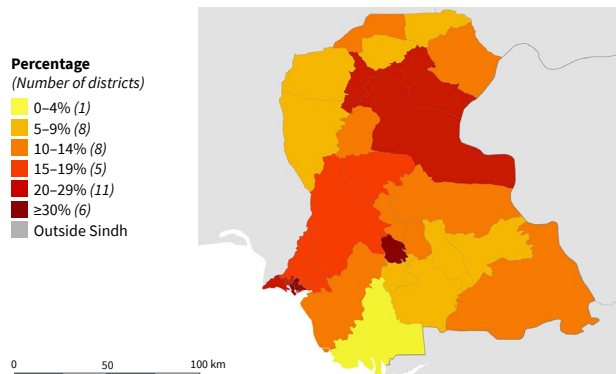 Percentage
(Number of districts)
0–4% (1)
5–9% (8)
10–14% (8)
15–19% (5)
20–29% (11)
≥30% (6)
Outside Sindh
0 50 100 km